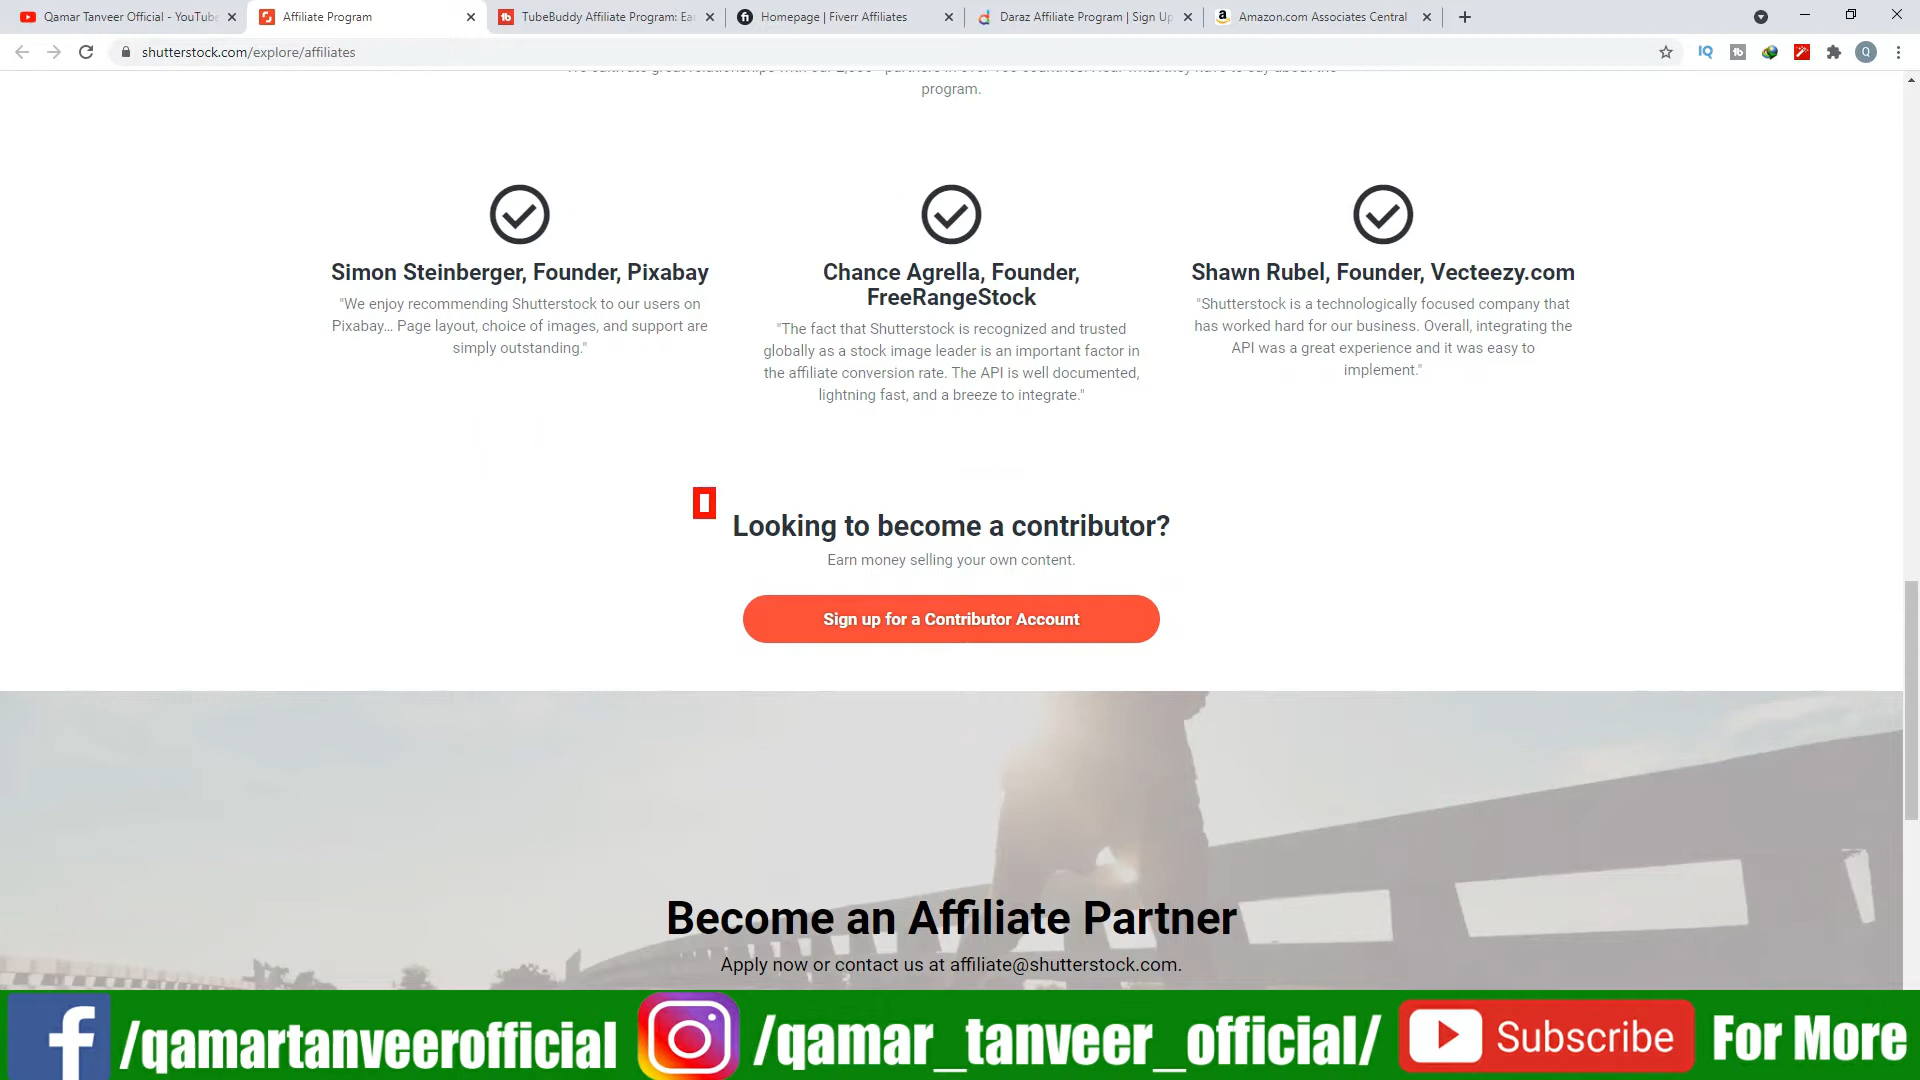 Qamar Tanveer Official - YouTube
Affiliate Program
TubeBuddy Affiliate Program: Ear
Homepage | Fiverr Affiliates
Daraz Affiliate Program | Sign Up
Amazon.com Associates Central
shutterstock.com/explore/affiliates
IQ
Q
program.
Simon Steinberger, Founder, Pixabay
"We enjoy recommending Shutterstock to our users on
Pixabay... Page layout, choice of images, and support are
simply outstanding."
Chance Agrella, Founder,
FreeRangeStock
"The fact that Shutterstock is recognized and trusted
globally as a stock image leader is an important factor in
the affiliate conversion rate. The API is well documented,
lightning fast, and a breeze to integrate."
Shawn Rubel, Founder, Vecteezy.com
"Shutterstock is a technologically focused company that
has worked hard for our business. Overall, integrating the
API was a great experience and it was easy to
implement."
Looking to become a contributor?
Earn money selling your own content.
Sign up for a Contributor Account
Become an Affiliate Partner
Apply now or contact us at affiliate@shutterstock.com.
/qamartanveerofficial
/qamar_tanveer_official/
Subscribe
For More